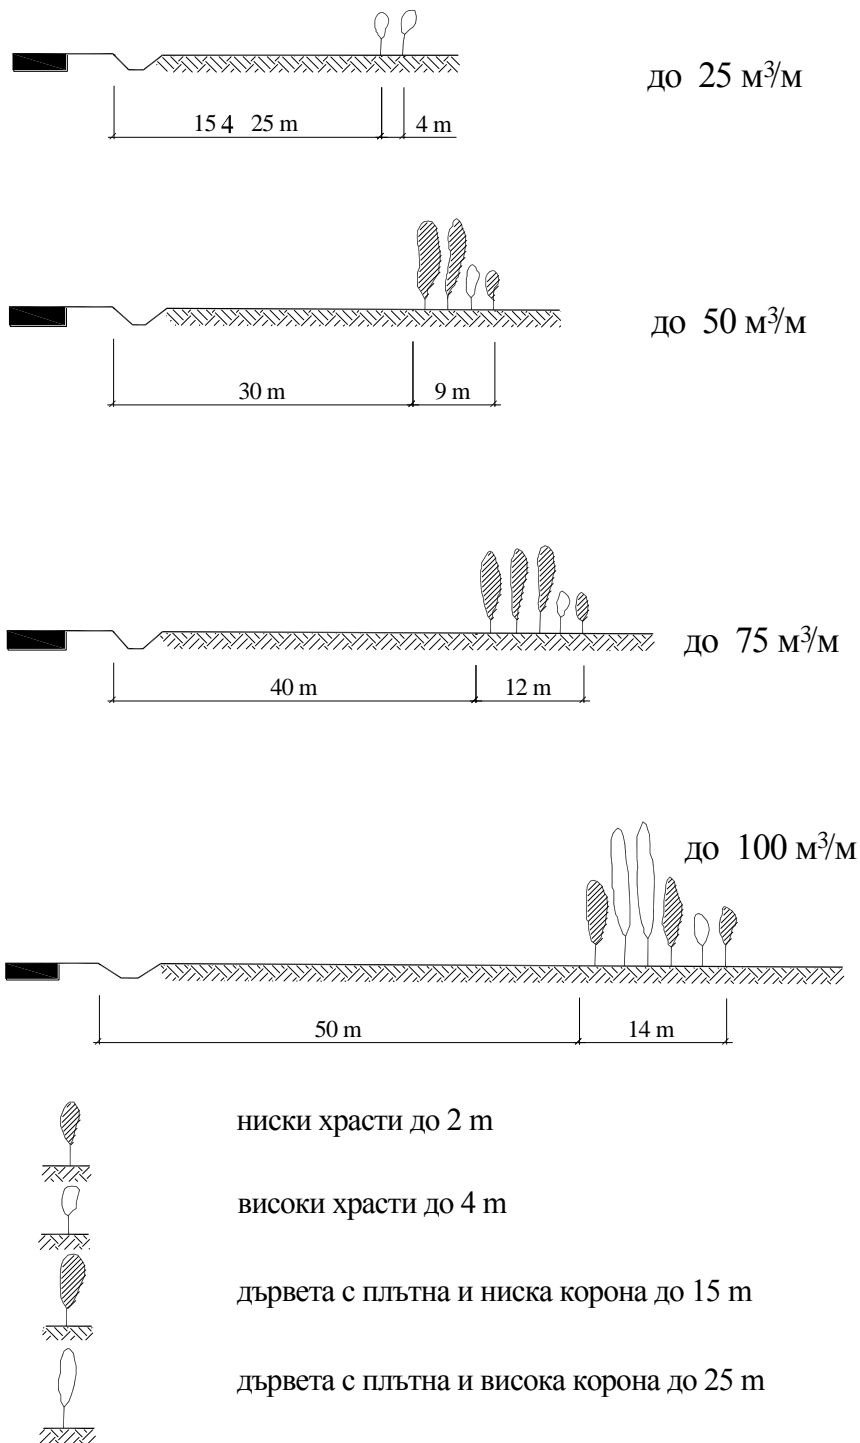 до 25 м³/м
15 4 25 m
4 m
до 50 м³/м
30 m
9 m
до 75 м³/м
40 m
12 m
до 100 м³/м
50 m
14 m
ниски храсти до 2 m
високи храсти до 4 m
дървета с плътна и ниска корона до 15 m
дървета с плътна и висока корона до 25 m